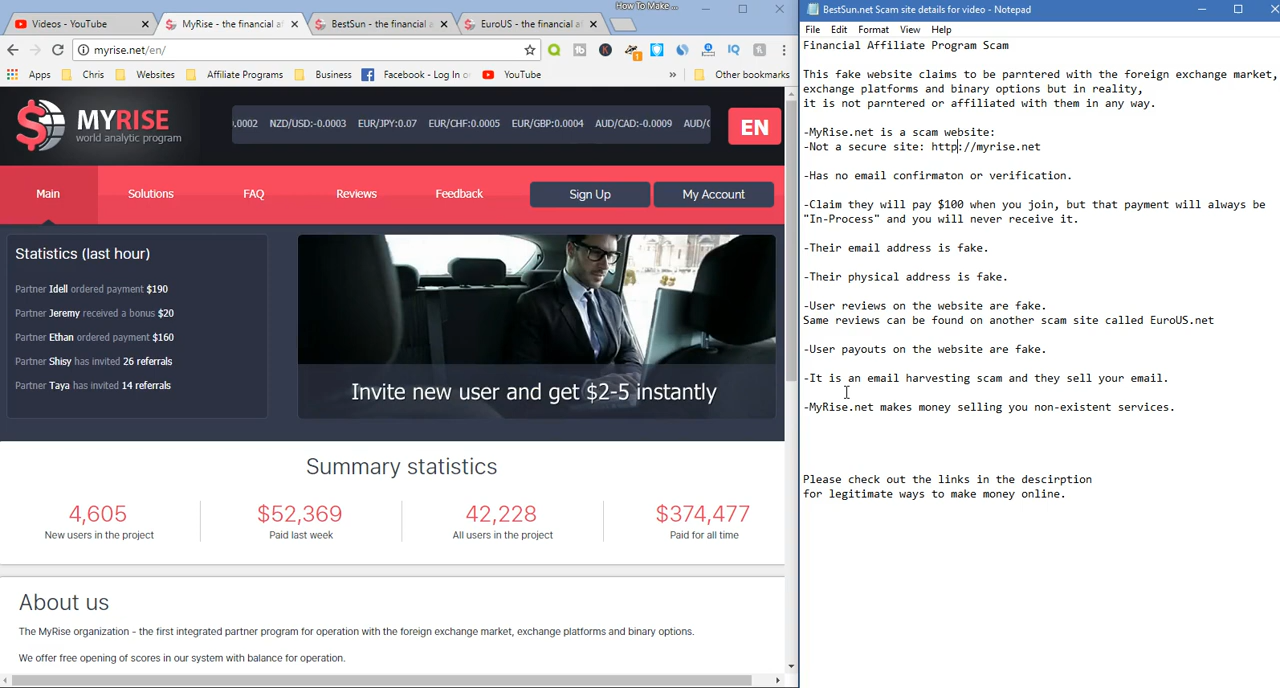 How To Make ...
Videos - YouTube
MyRise - the financial af
BestSun - the financial a
EuroUS - the financial af
myrise.net/en/
Apps
Chris
Websites
Affiliate Programs
Business
Facebook - Log In o
YouTube
»
Other bookmarks
MYRISE
world analytic program
.0002 NZD/USD:-0.0003 EUR/JPY:0.07 EUR/CHF:0.0005 EUR/GBP:0.0004 AUD/CAD:-0.0009 AUD/C
EN
Main
Solutions
FAQ
Reviews
Feedback
Sign Up
My Account
Statistics (last hour)
Partner Idell ordered payment $190
Partner Jeremy received a bonus $20
Partner Ethan ordered payment $160
Partner Shisy has invited 26 referrals
Partner Taya has invited 14 referrals
Invite new user and get $2-5 instantly
Summary statistics
4,605
New users in the project
$52,369
Paid last week
42,228
All users in the project
$374,477
Paid for all time
About us
The MyRise organization - the first integrated partner program for operation with the foreign exchange market, exchange platforms and binary options.
We offer free opening of scores in our system with balance for operation.
BestSun.net Scam site details for video - Notepad
File Edit Format View Help
Financial Affiliate Program Scam
This fake website claims to be parntered with the foreign exchange market,
exchange platforms and binary options but in reality,
it is not parntered or affiliated with them in any way.
-MyRise.net is a scam website:
-Not a secure site: http://myrise.net
-Has no email confirmaton or verification.
-Claim they will pay $100 when you join, but that payment will always be
"In-Process" and you will never receive it.
-Their email address is fake.
-Their physical address is fake.
-User reviews on the website are fake.
Same reviews can be found on another scam site called EuroUS.net
-User payouts on the website are fake.
-It is an email harvesting scam and they sell your email.
-MyRise.net makes money selling you non-existent services.
Please check out the links in the descirption
for legitimate ways to make money online.